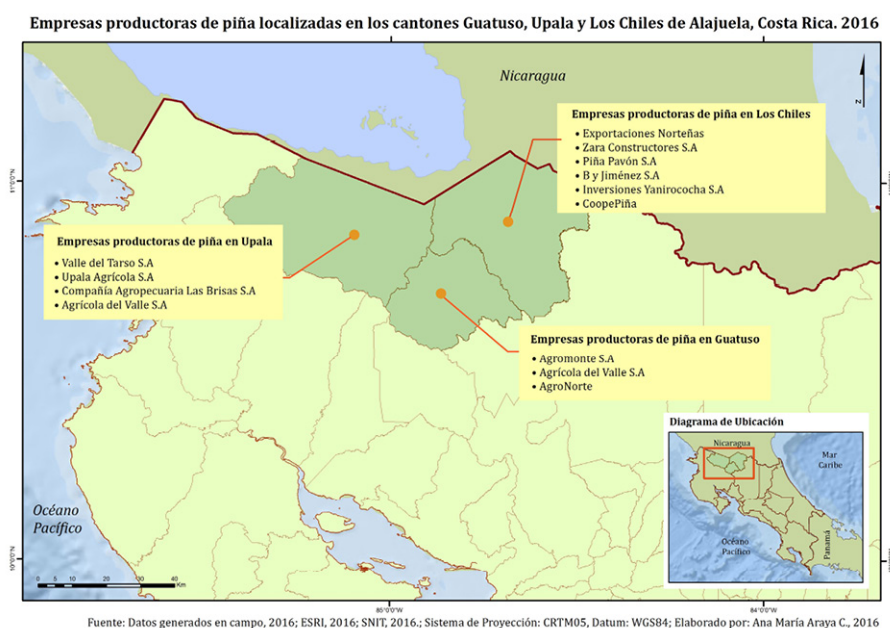 Empresas productoras de piña localizadas en los cantones Guatuso, Upala y Los Chiles de Alajuela, Costa Rica. 2016
Nicaragua
Empresas productoras de piña en Los Chiles
• Exportaciones Norteñas
• Zara Constructores S.A
• Piña Pavón S.A
• B y Jiménez S.A
• Inversiones Yanirococha S.A
• CoopePiña
Empresas productoras de piña en Upala
• Valle del Tarso S.A
• Upala Agrícola S.A
• Compañía Agropecuaria Las Brisas S.A
• Agrícola del Valle S.A
Empresas productoras de piña en Guatuso
• Agromonte S.A
• Agrícola del Valle S.A
• AgroNorte
Diagrama de Ubicación
Nicaragua
Mar
Caribe
Océano
Pacífico
Panamá
Océano
Pacífico
0 5 10 20 30 40
Km
85°0'0"W
84°0'0"W
Fuente: Datos generados en campo, 2016; ESRI, 2016; SNIT, 2016.; Sistema de Proyección: CRTM05, Datum: WGS84; Elaborado por: Ana María Araya C., 2016